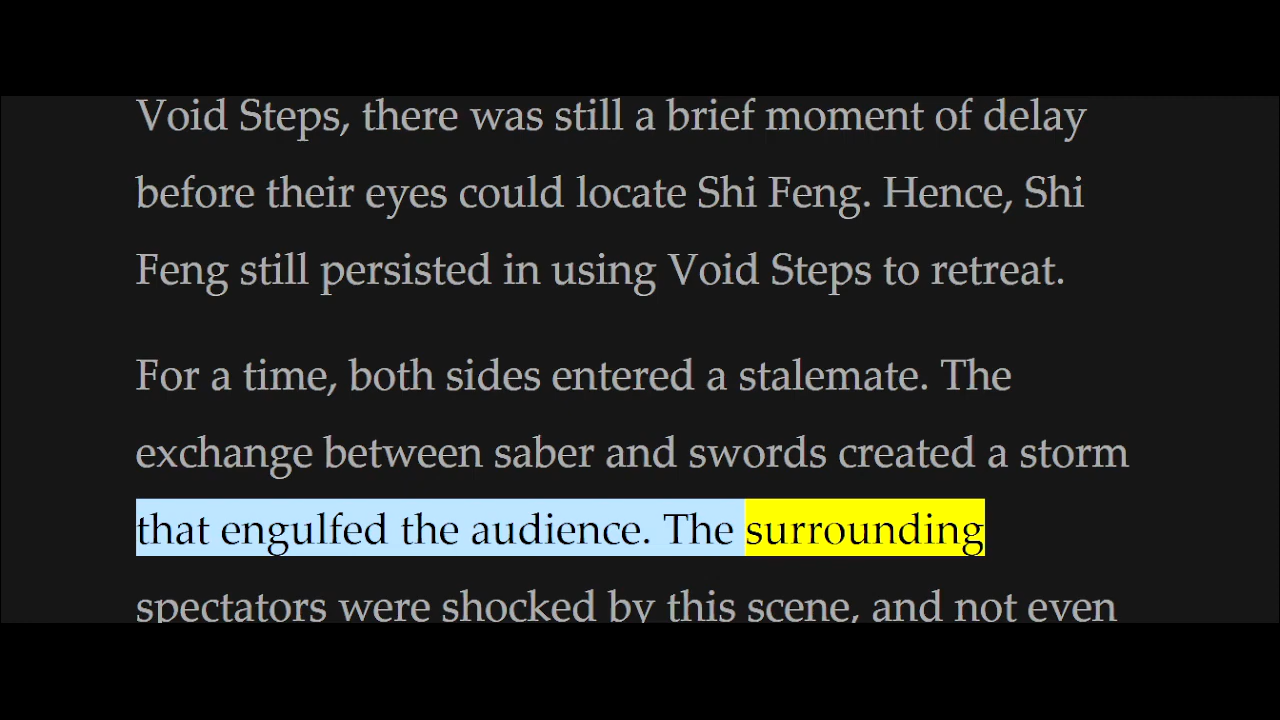 Void Steps, there was still a brief moment of delay
before their eyes could locate Shi Feng. Hence, Shi
Feng still persisted in using Void Steps to retreat.
For a time, both sides entered a stalemate. The
exchange between saber and swords created a storm
that engulfed the audience. The surrounding
spectators were shocked by this scene, and not even